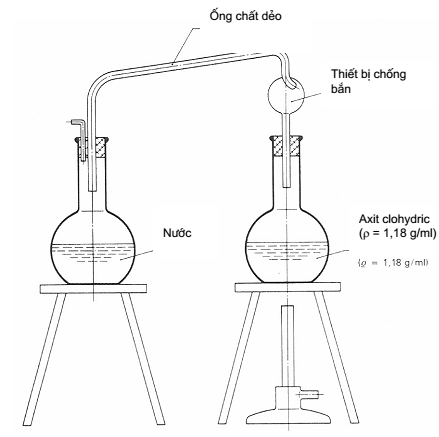 Ống chất dẻo
Thiết bị chống
bắn
Nước
Axit clohydric
(ρ = 1,18 g/ml)
(ϱ = 1,18 g/ml)